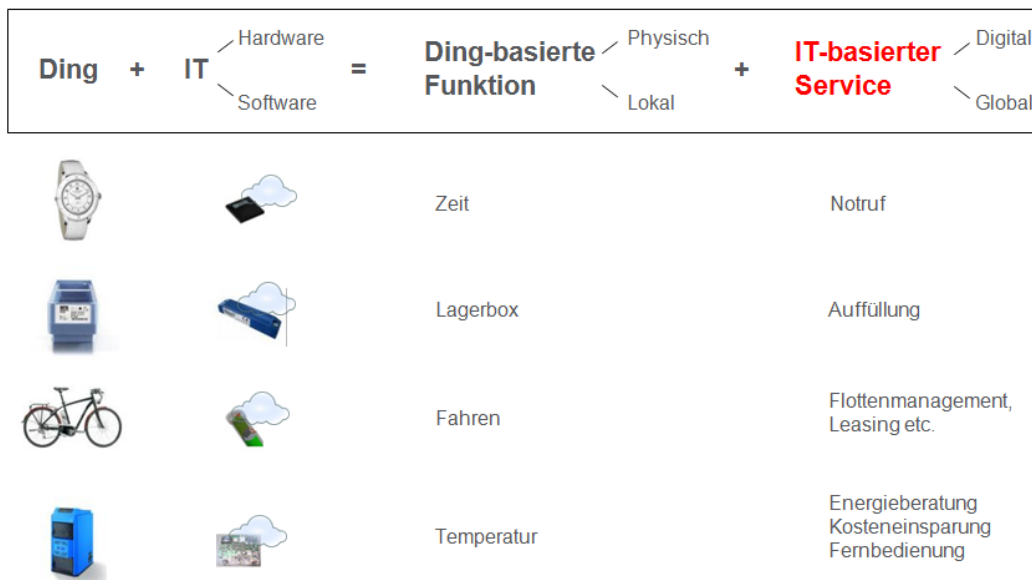 Ding + IT = Ding-basierte Funktion + IT-basierter Service
Hardware
Software
Physisch
Lokal
Digital
Global
Zeit
Notruf
Lagerbox
Auffüllung
Fahren
Flottenmanagement,
Leasing etc.
Temperatur
Energieberatung
Kosteneinsparung
Fernbedienung